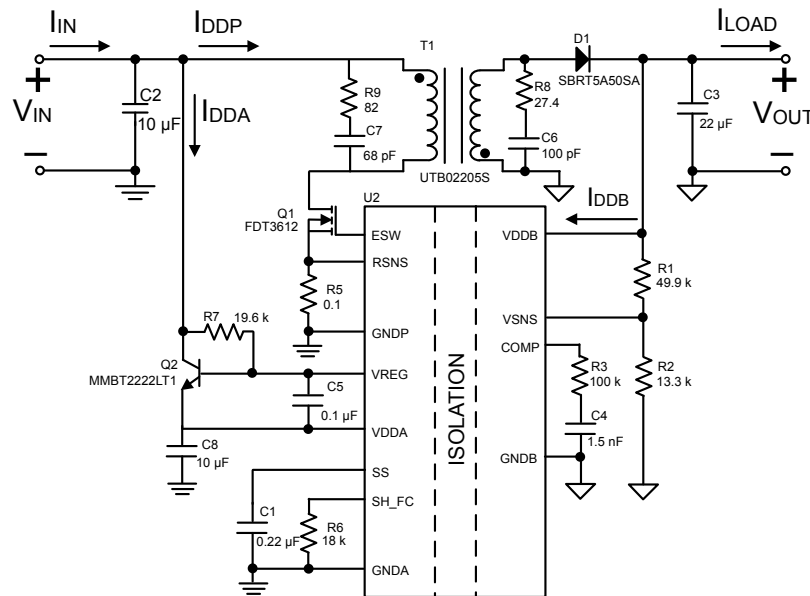 IIN
IDDP
T1
D1
SBRT5A50SA
ILOAD
+
VIN
−
C2
10 µF
IDDA
R9
82
C7
68 pF
R8
27.4
C6
100 pF
C3
22 µF
+
VOUT
−
UTB02205S
U2
IDDB
Q1
FDT3612
ESW
RSNS
R5
0.1
GNDP
VDDB
R1
49.9 k
VSNS
COMP
R7
19.6 k
Q2
MMBT2222LT1
VREG
C5
0.1 µF
VDDA
ISOLATION
R3
100 k
R2
13.3 k
C4
1.5 nF
GNDB
C8
10 µF
SS
SH_FC
C1
0.22 µF
R6
18 k
GNDA